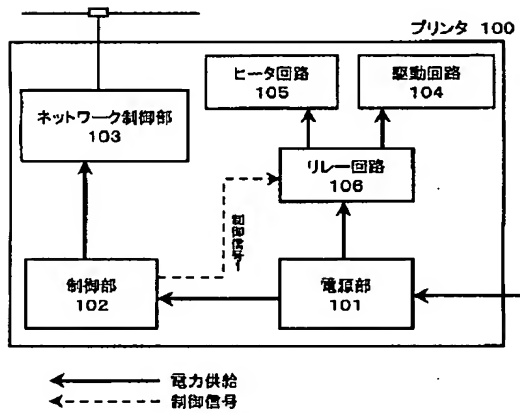 プリンタ 100
ヒータ回路
105
駆動回路
104
ネットワーク制御部
103
リレー回路
106
制御信号
制御部
102
電源部
101
電力供給
制御信号